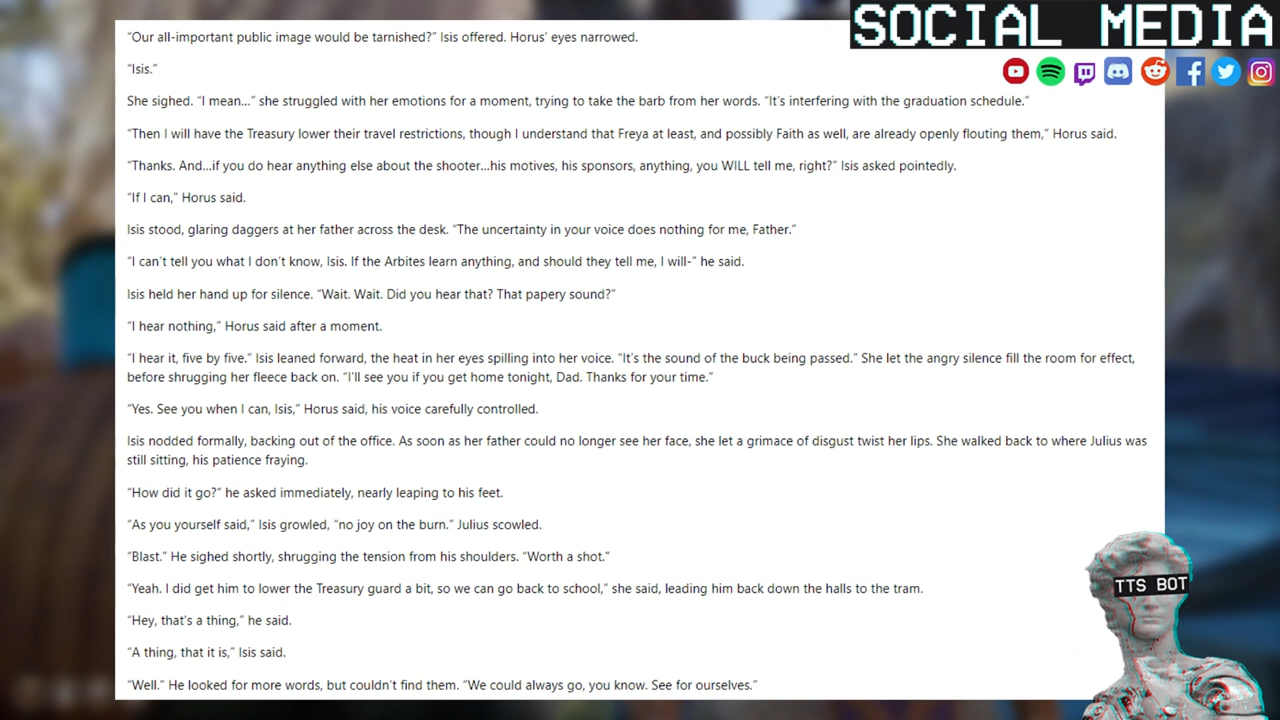 SOCIAL MEDIA
“Our all-important public image would be tarnished?” Isis offered. Horus’ eyes narrowed.
“Isis.”
She sighed. “I mean…” she struggled with her emotions for a moment, trying to take the barb from her words. “It’s interfering with the graduation schedule.”
“Then I will have the Treasury lower their travel restrictions, though I understand that Freya at least, and possibly Faith as well, are already openly flouting them,” Horus said.
“Thanks. And…if you do hear anything else about the shooter…his motives, his sponsors, anything, you WILL tell me, right?” Isis asked pointedly.
“If I can,” Horus said.
Isis stood, glaring daggers at her father across the desk. “The uncertainty in your voice does nothing for me, Father.”
“I can’t tell you what I don’t know, Isis. If the Arbites learn anything, and should they tell me, I will-” he said.
Isis held her hand up for silence. “Wait. Wait. Did you hear that? That papery sound?”
“I hear nothing,” Horus said after a moment.
“I hear it, five by five.” Isis leaned forward, the heat in her eyes spilling into her voice. “It’s the sound of the buck being passed.” She let the angry silence fill the room for effect,
before shrugging her fleece back on. “I’ll see you if you get home tonight, Dad. Thanks for your time.”
“Yes. See you when I can, Isis,” Horus said, his voice carefully controlled.
Isis nodded formally, backing out of the office. As soon as her father could no longer see her face, she let a grimace of disgust twist her lips. She walked back to where Julius was
still sitting, his patience fraying.
“How did it go?” he asked immediately, nearly leaping to his feet.
“As you yourself said,” Isis growled, “no joy on the burn.” Julius scowled.
“Blast.” He sighed shortly, shrugging the tension from his shoulders. “Worth a shot.”
“Yeah. I did get him to lower the Treasury guard a bit, so we can go back to school,” she said, leading him back down the halls to the tram.
“Hey, that’s a thing,” he said.
“A thing, that it is,” Isis said.
“Well.” He looked for more words, but couldn’t find them. “We could always go, you know. See for ourselves.”
TTS BOT